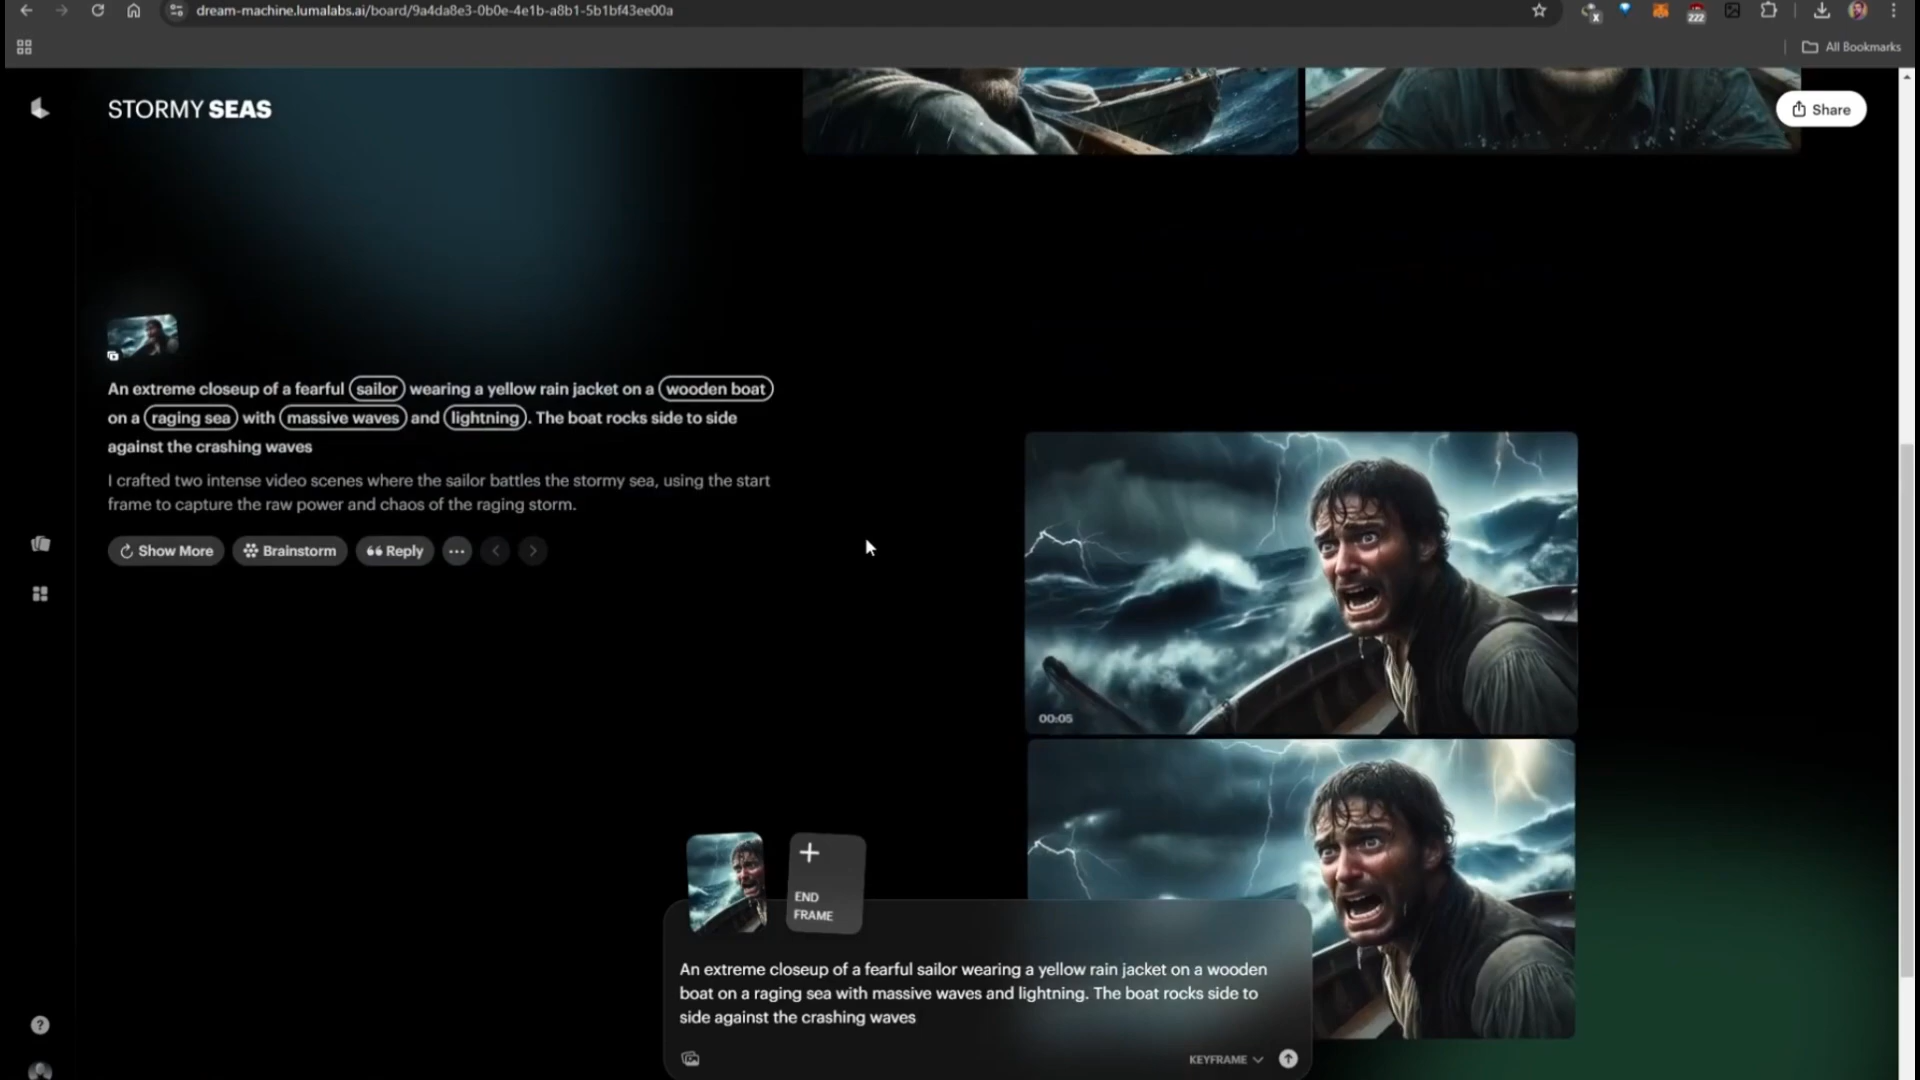 dream-machine.lumalabs.ai/board/9a4da8e3-0b0e-4e1b-a8b1-5b1bf43ee00a
222
All Bookmarks
STORMY SEAS
Share
An extreme closeup of a fearful sailor wearing a yellow rain jacket on a wooden boat
on a raging sea with massive waves and lightning. The boat rocks side to side
against the crashing waves
I crafted two intense video scenes where the sailor battles the stormy sea, using the start
frame to capture the raw power and chaos of the raging storm.
Show More
Brainstorm
Reply
00:05
END
FRAME
An extreme closeup of a fearful sailor wearing a yellow rain jacket on a wooden
boat on a raging sea with massive waves and lightning. The boat rocks side to
side against the crashing waves
KEYFRAME